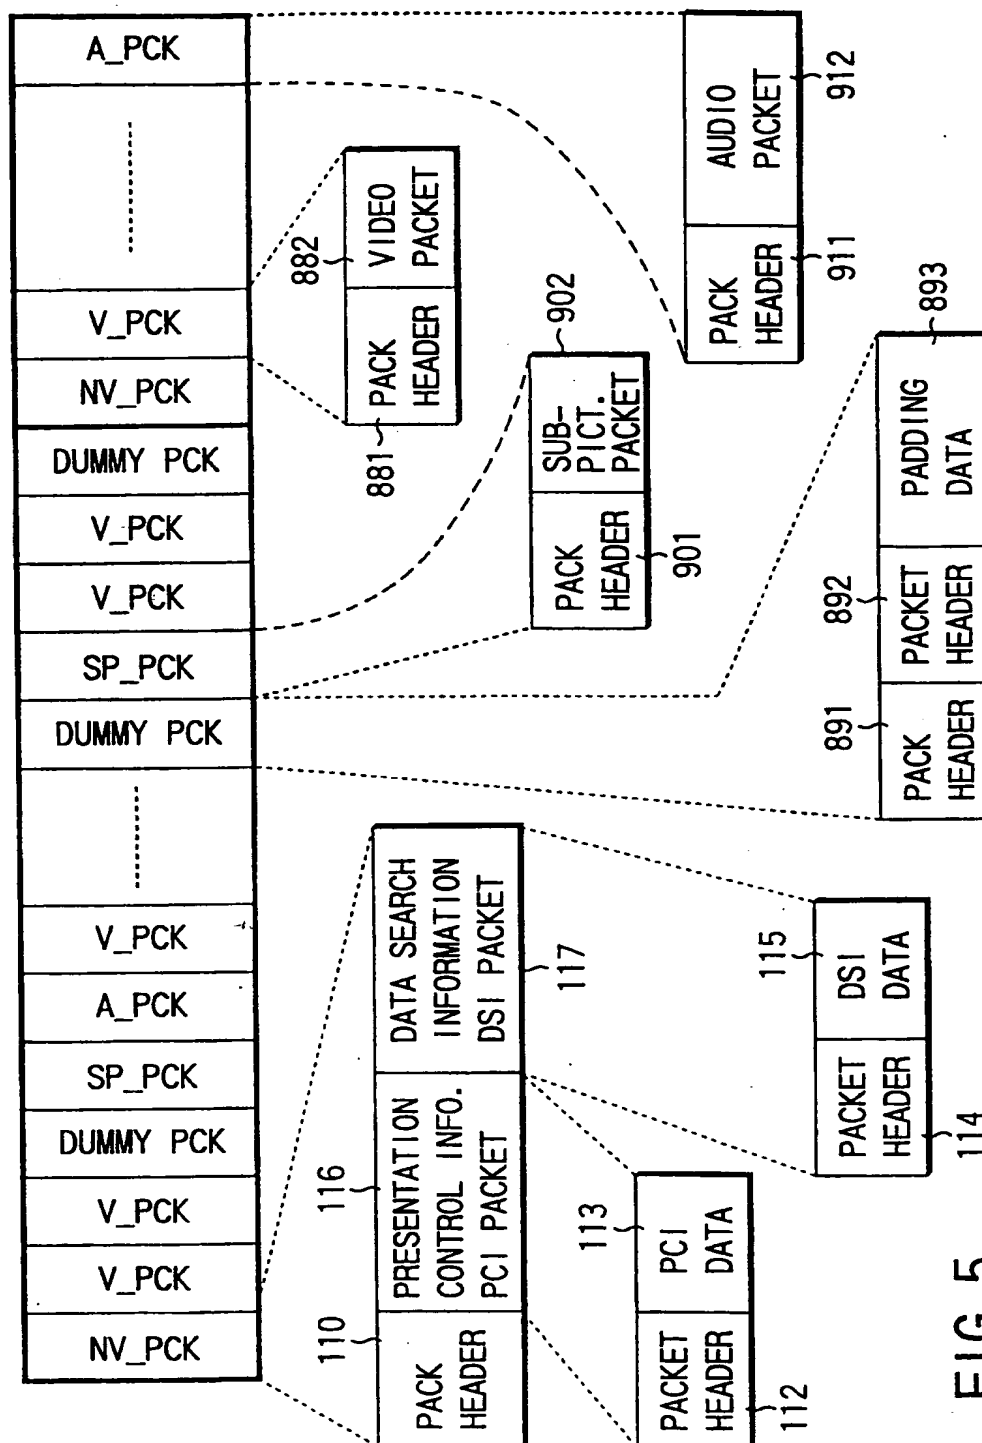 NV_PCK
V_PCK
V_PCK
DUMMY PCK
SP_PCK
A_PCK
V_PCK
DUMMY PCK
SP_PCK
V_PCK
V_PCK
DUMMY PCK
NV_PCK
V_PCK
A_PCK
110
PACK
HEADER
116
PRESENTATION
CONTROL INFO.
PCI PACKET
DATA SEARCH
INFORMATION
DSI PACKET
117
881
PACK
HEADER
882
VIDEO
PACKET
PACK
HEADER
901
SUB-
PICT.
PACKET
902
PACKET
HEADER
112
113
PCI
DATA
PACK
HEADER
911
AUDIO
PACKET
912
PACKET
HEADER
114
115
DSI
DATA
891
PACK
HEADER
892
PACKET
HEADER
PADDING
DATA
893
FIG. 5